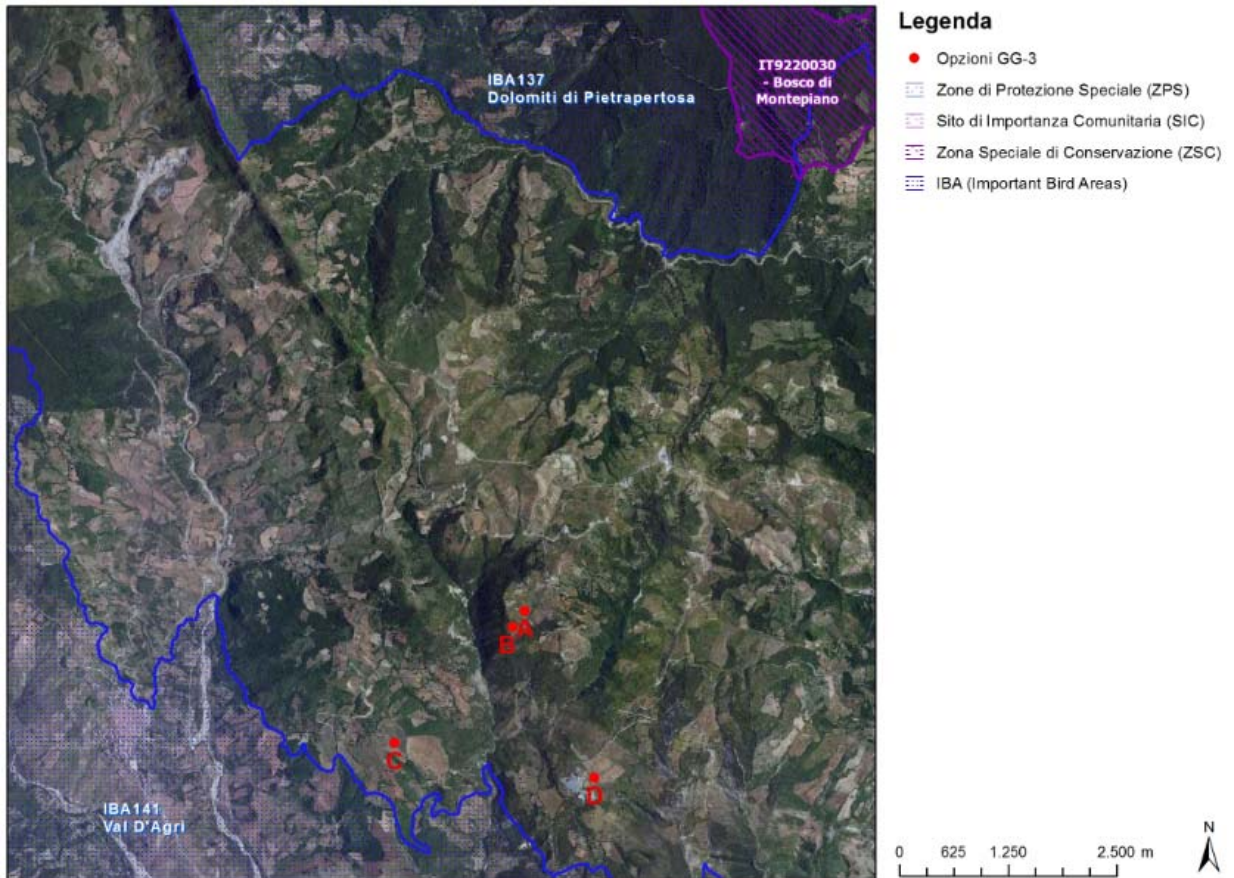 IBA137
Dolomiti di Pietrapertosa
IT9220030
- Bosco di
Montepiano
A
B
C
D
IBA141
Val D'Agri
Legenda
Opzioni GG-3
Zone di Protezione Speciale (ZPS)
Sito di Importanza Comunitaria (SIC)
Zona Speciale di Conservazione (ZSC)
IBA (Important Bird Areas)
N
0 625 1.250 2.500 m